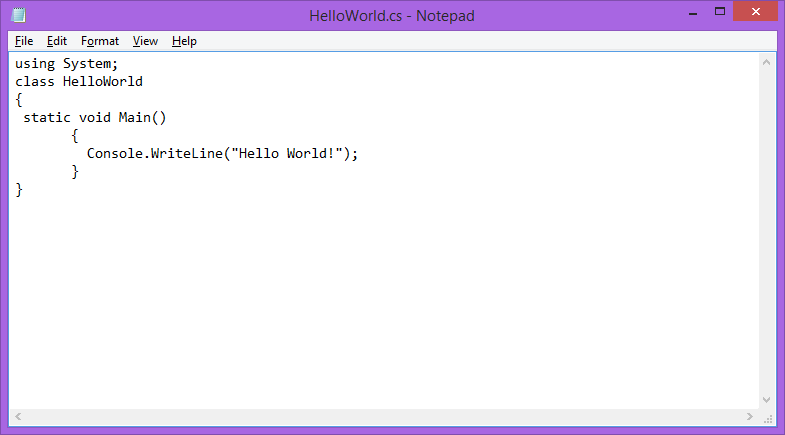 HelloWorld.cs - Notepad
File Edit Format View Help
using System;
class HelloWorld
{
 static void Main()
       {
         Console.WriteLine("Hello World!");
       }
}